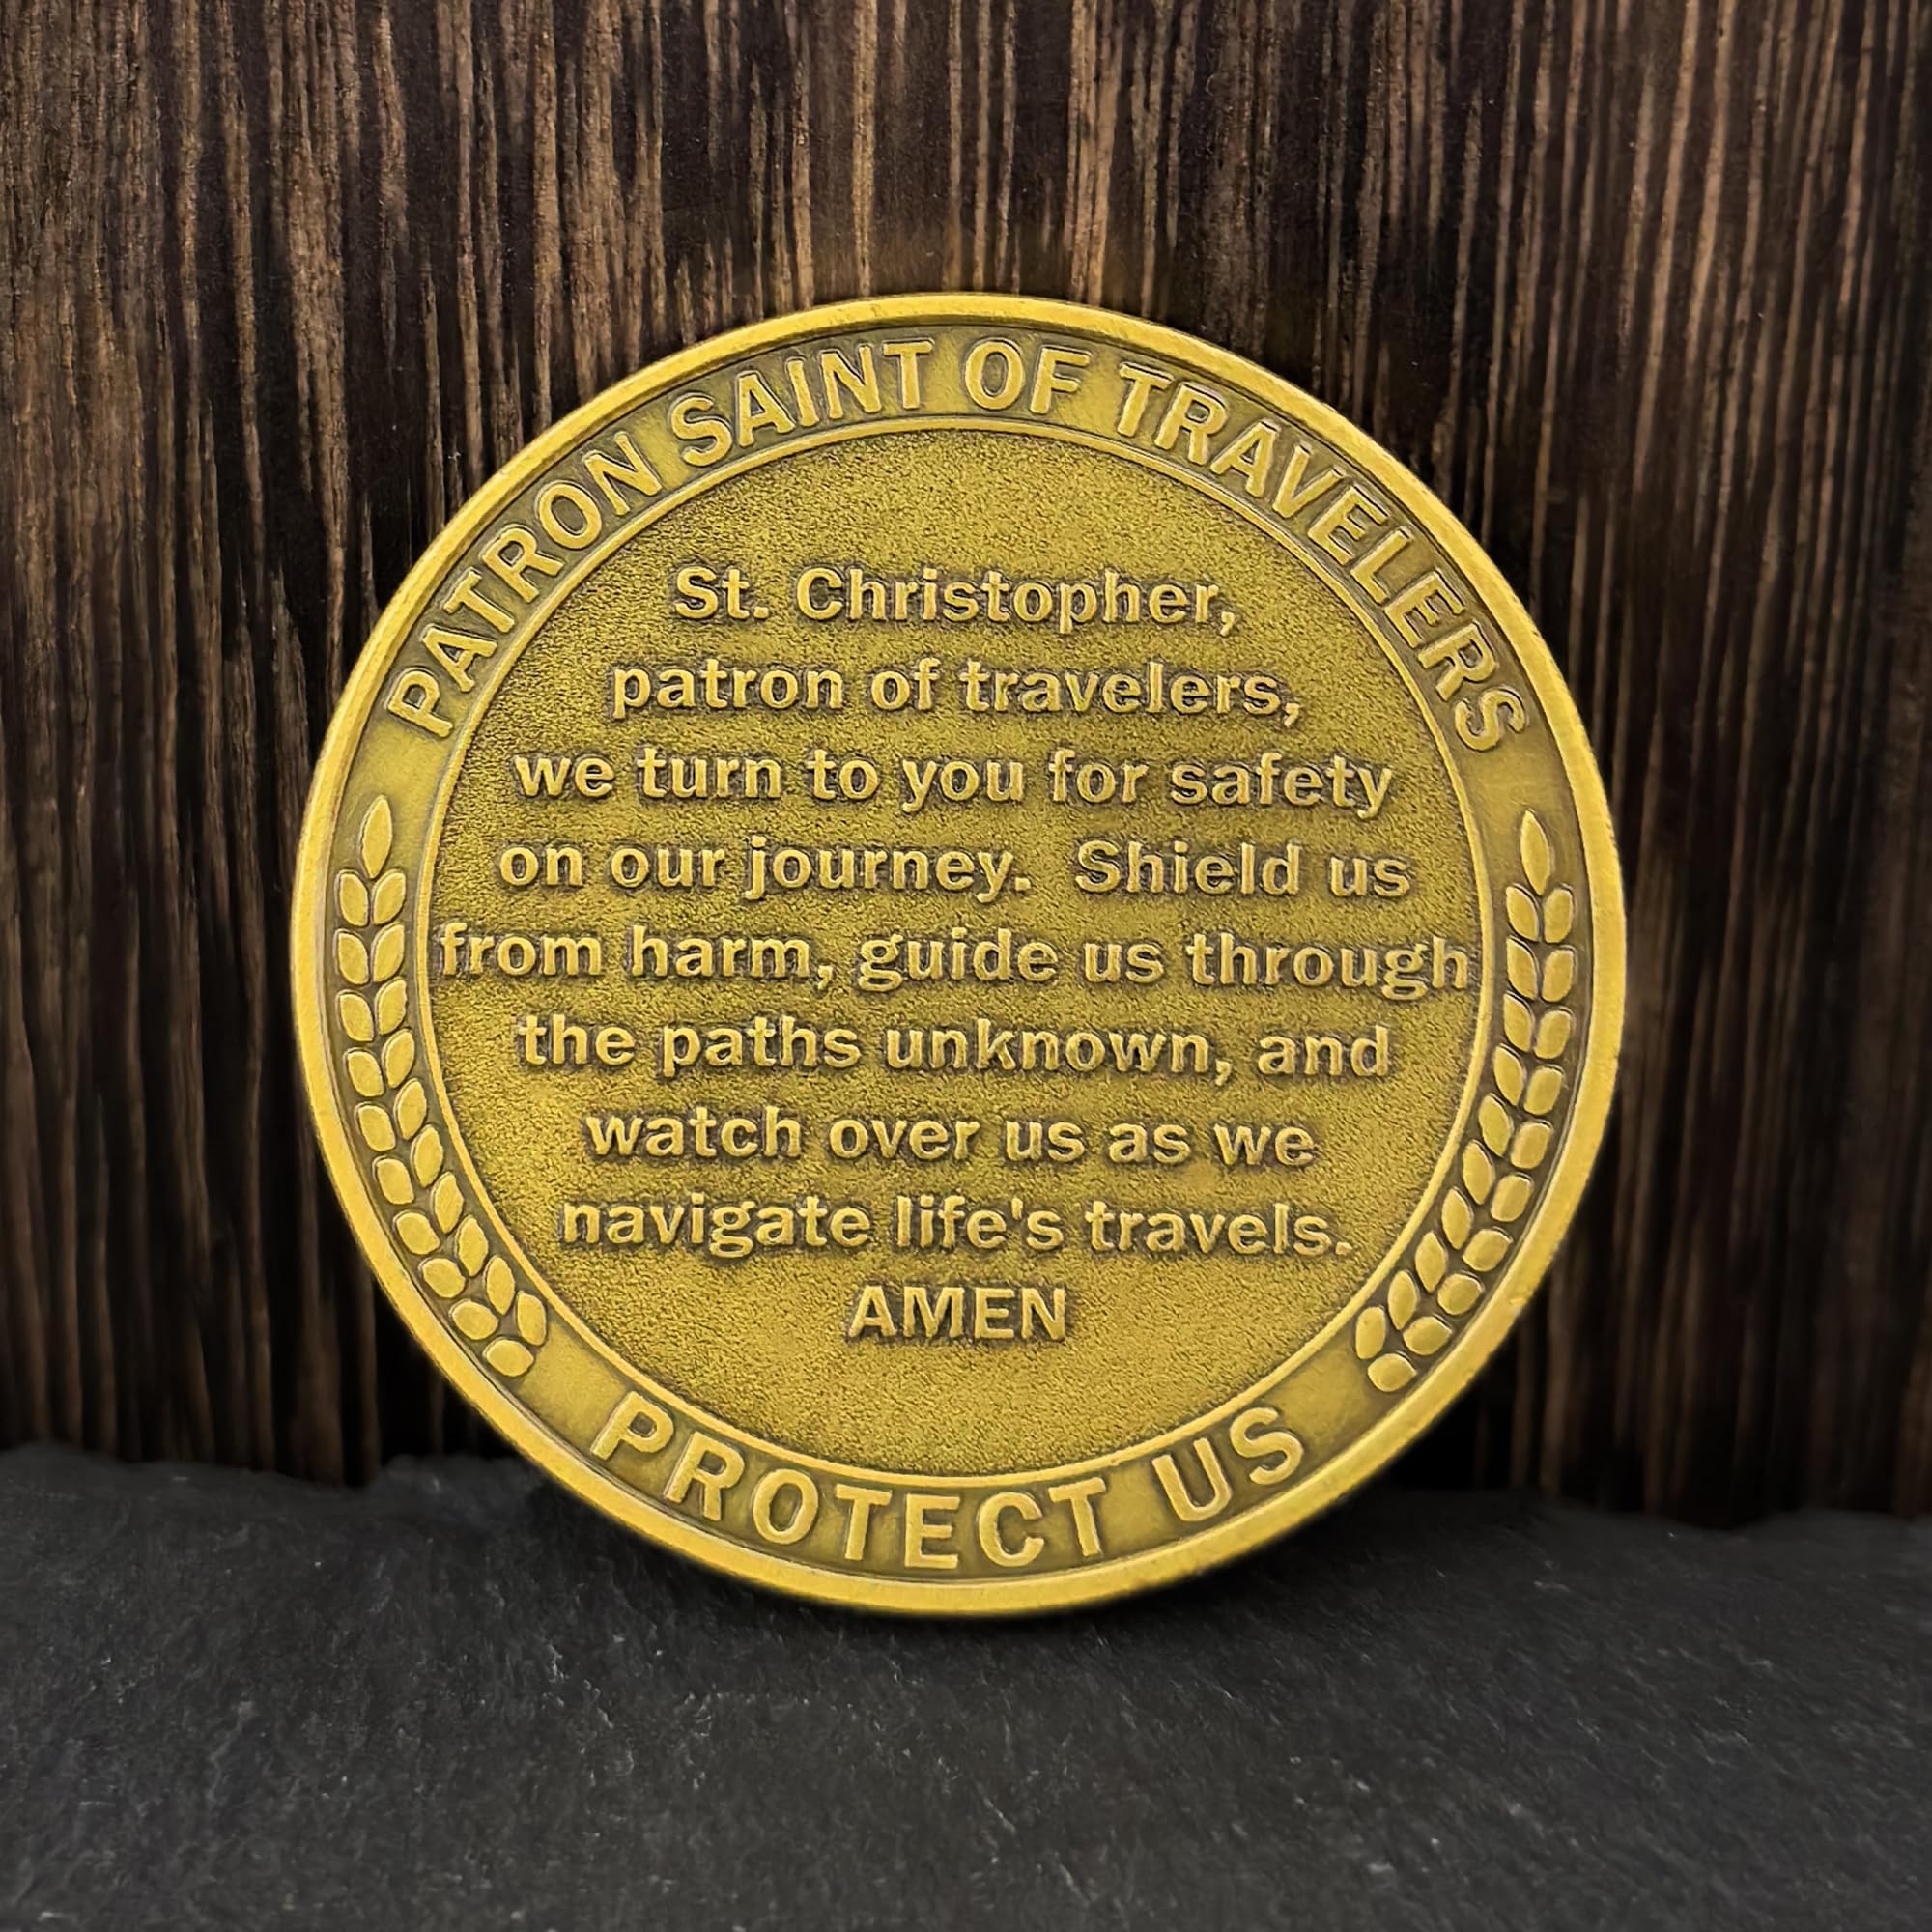 PATRON SAINT OF TRAVELERS
St. Christopher,
patron of travelers,
we turn to you for safety
on our journey. Shield us
from harm, guide us through
the paths unknown, and
watch over us as we
navigate life's travels.
AMEN
PROTECT US